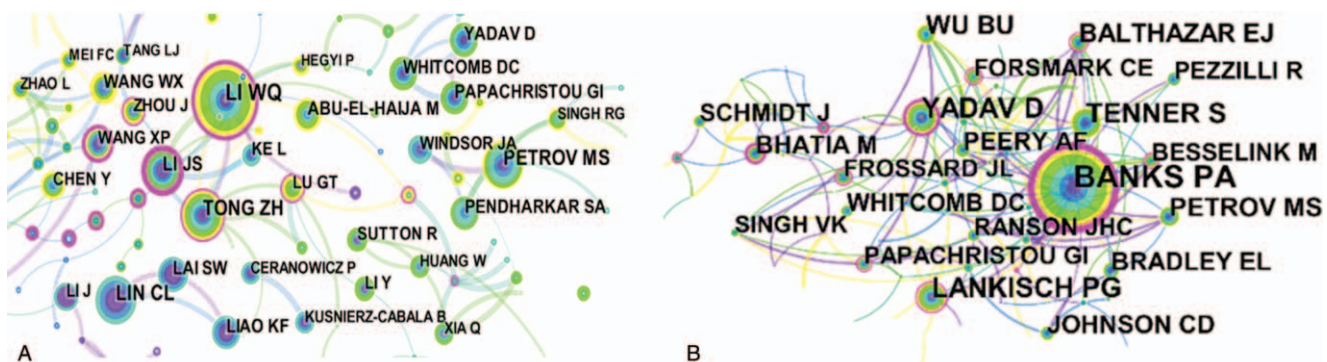 YADAV D
MEI FC
TANG LJ
HEGYI P
WHITCOMB DC
ZHAO L
WANG WX
LI WQ
PAPACHRISTOU GI
ZHOU J
ABU-EL-HAIJA M
SINGH RG
WANG XP
KE L
WINDSOR JA
LI JS
PETROV MS
CHEN Y
LU GT
TONG ZH
PENDHARKAR SA
SUTTON R
LAI SW
CERANOWICZ P
HUANG W
LI J
LIN CL
LI Y
KUSNIERZ-CABALA B
LIAO KF
XIA Q
A
WU BU
BALTHAZAR EJ
FORSMARK CE
PEZZILLI R
SCHMIDT J
YADAV D
TENNER S
BHATIA M
PEERY AF
BESSELINK M
FROSSARD JL
BANKS PA
WHITCOMB DC
PETROV MS
SINGH VK
RANSON JHC
PAPACHRISTOU GI
BRADLEY EL
LANKISCH PG
JOHNSON CD
B